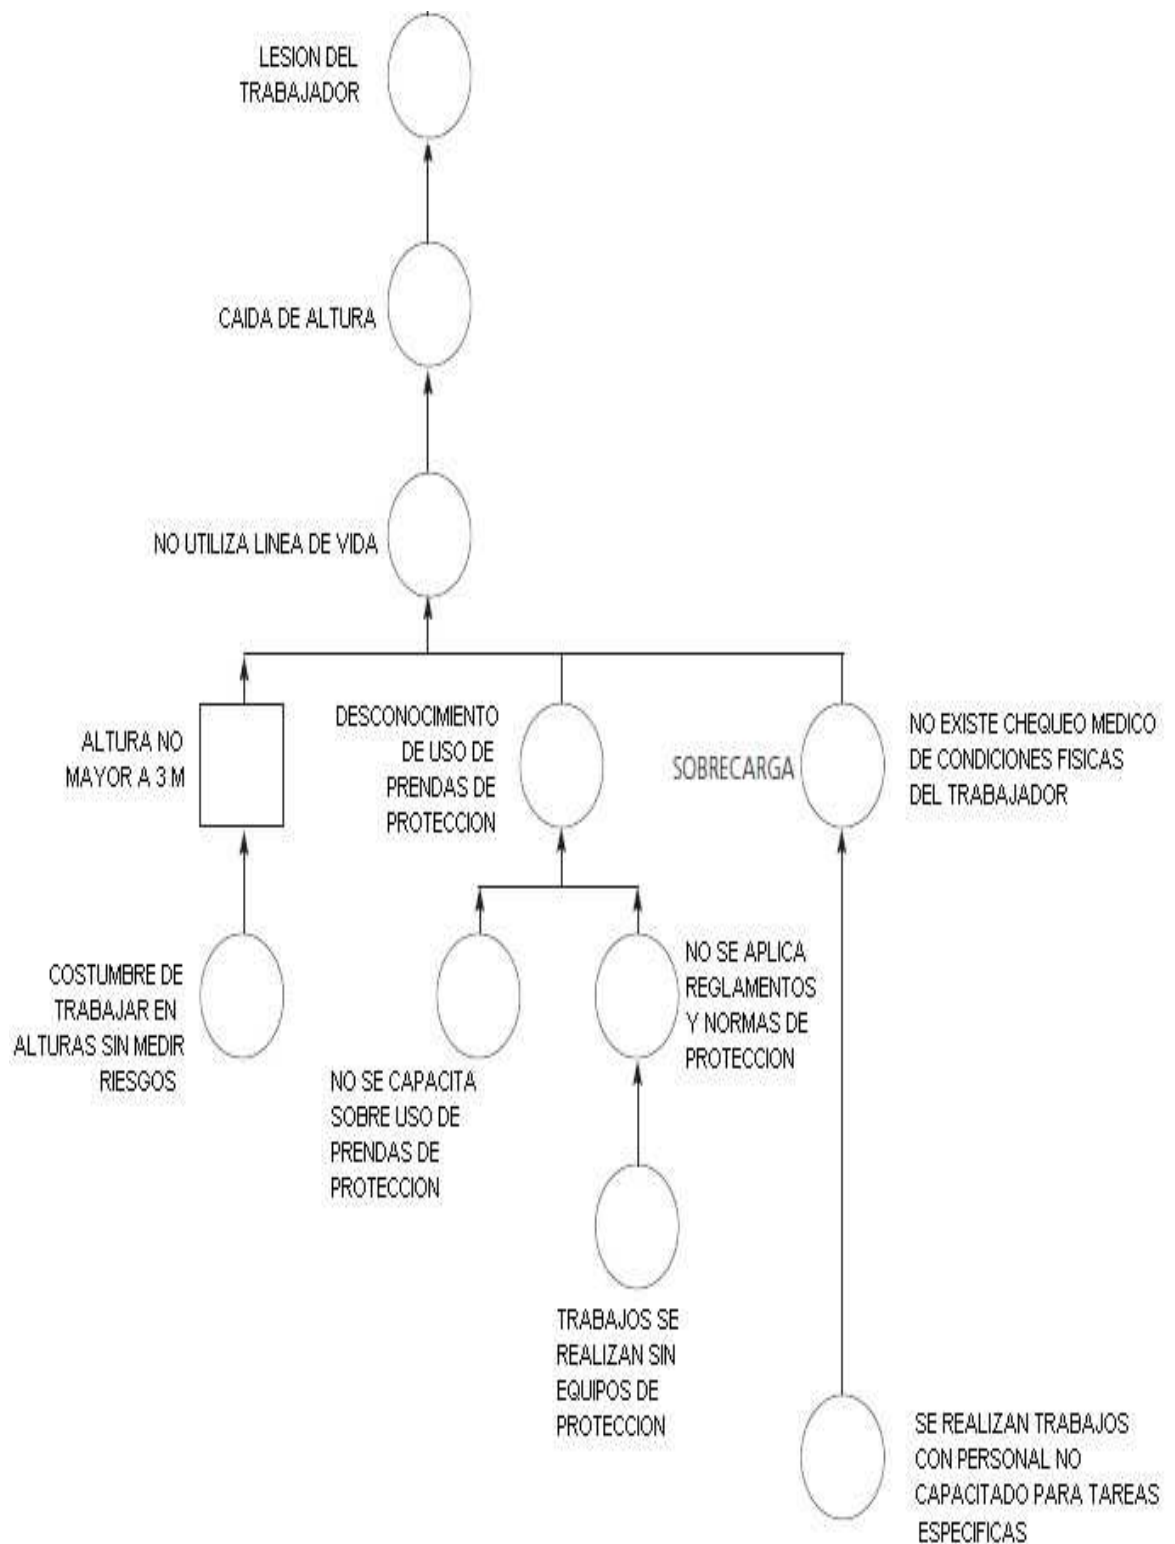 LESION DEL
TRABAJADOR
CAIDA DE ALTURA
NO UTILIZA LINEA DE VIDA
ALTURA NO
MAYOR A 3 M
DESCONOCIMIENTO
DE USO DE
PRENDAS DE
PROTECCION
SOBRECARGA
NO EXISTE CHEQUEO MEDICO
DE CONDICIONES FISICAS
DEL TRABAJADOR
COSTUMBRE DE
TRABAJAR EN
ALTURAS SIN MEDIR
RIESGOS
NO SE CAPACITA
SOBRE USO DE
PRENDAS DE
PROTECCION
NO SE APLICA
REGLAMENTOS
Y NORMAS DE
PROTECCION
TRABAJOS SE
REALIZAN SIN
EQUIPOS DE
PROTECCION
SE REALIZAN TRABAJOS
CON PERSONAL NO
CAPACITADO PARA TAREAS
ESPECIFICAS